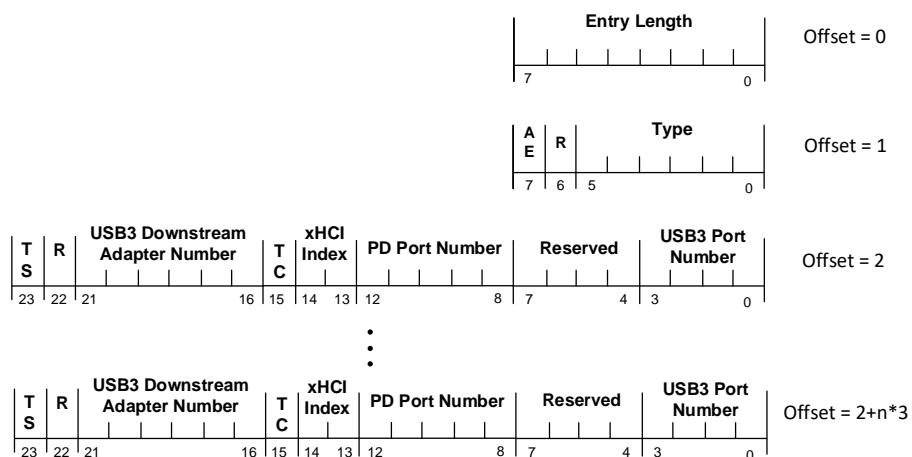 Entry Length
Offset = 0
7 0
A
E
R
Type
Offset = 1
7 6 5 0
T
S
R
USB3 Downstream
Adapter Number
T
C
xHCI
Index
PD Port Number
Reserved
USB3 Port
Number
Offset = 2
23 22 21 16 15 14 13 12 8 7 4 3 0
T
S
R
USB3 Downstream
Adapter Number
T
C
xHCI
Index
PD Port Number
Reserved
USB3 Port
Number
Offset = 2+n*3
23 22 21 16 15 14 13 12 8 7 4 3 0